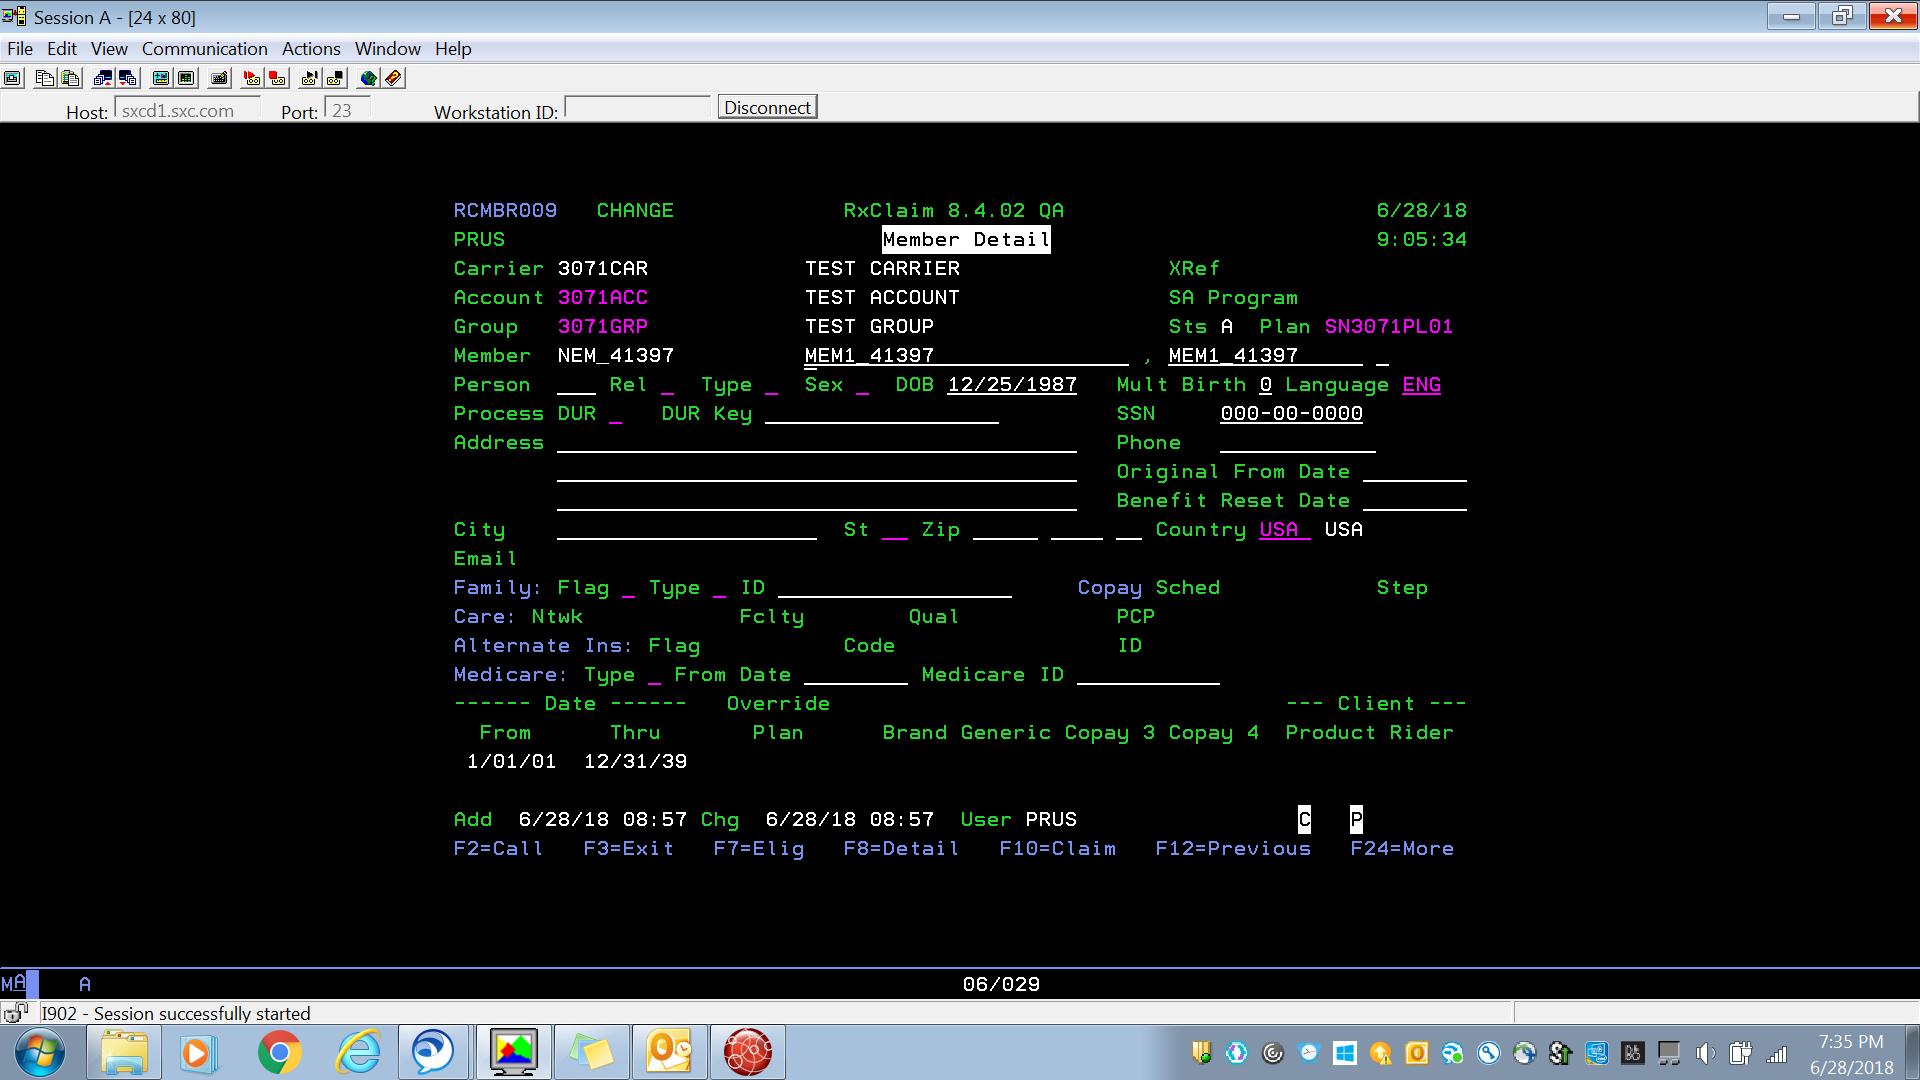 Session A - [24 x 80]
File Edit View Communication Actions Window Help
Host: sxcd1.sxc.com Port: 23 Workstation ID: Disconnect
RCMBR009 CHANGE RxClaim 8.4.02 QA 6/28/18
PRUS Member Detail 9:05:34
Carrier 3071CAR TEST CARRIER XRef
Account 3071ACC TEST ACCOUNT SA Program
Group 3071GRP TEST GROUP Sts A Plan SN3071PL01
Member NEM_41397 MEM1_41397 , MEM1_41397
Person Rel Type Sex DOB 12/25/1987 Mult Birth 0 Language ENG
Process DUR DUR Key SSN 000-00-0000
Address Phone
Original From Date
Benefit Reset Date
City St Zip Country USA USA
Email
Family: Flag Type ID Copay Sched Step
Care: Ntwk Fclty Qual PCP
Alternate Ins: Flag Code ID
Medicare: Type From Date Medicare ID
------ Date ------ Override --- Client ---
From Thru Plan Brand Generic Copay 3 Copay 4 Product Rider
1/01/01 12/31/39
Add 6/28/18 08:57 Chg 6/28/18 08:57 User PRUS C P
F2=Call F3=Exit F7=Elig F8=Detail F10=Claim F12=Previous F24=More
MA A 06/029
I902 - Session successfully started
7:35 PM
6/28/2018